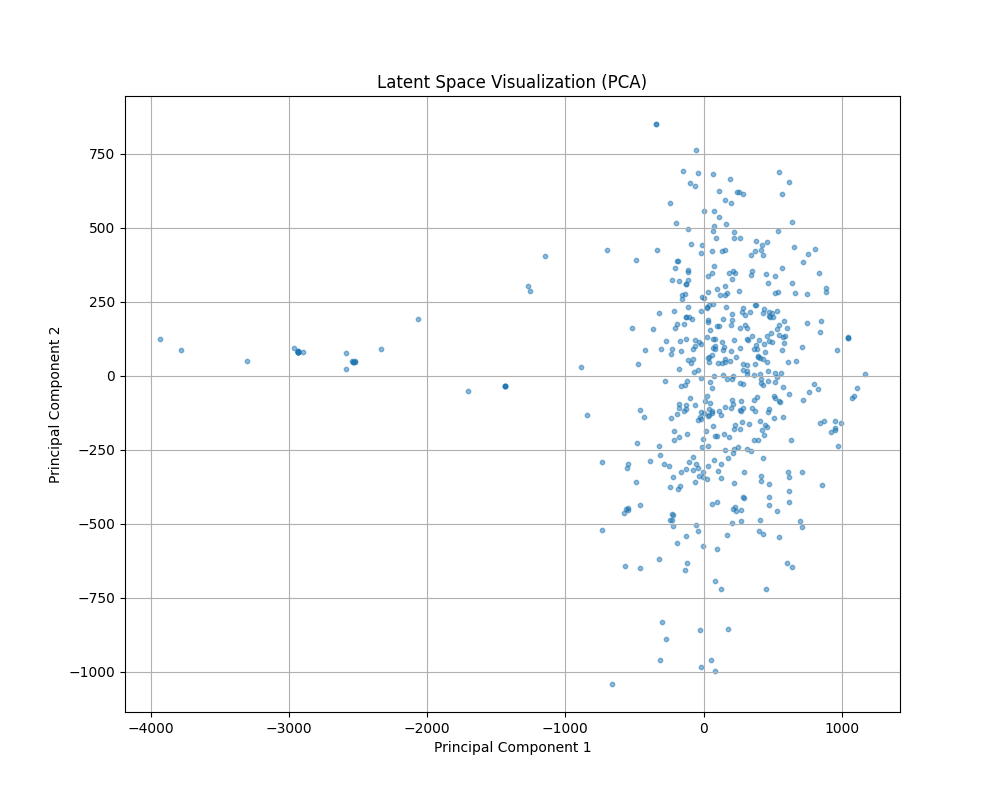 Latent Space Visualization (PCA)
Principal Component 2
750
500
250
0
−250
−500
−750
−1000
−4000 −3000 −2000 −1000 0 1000
Principal Component 1